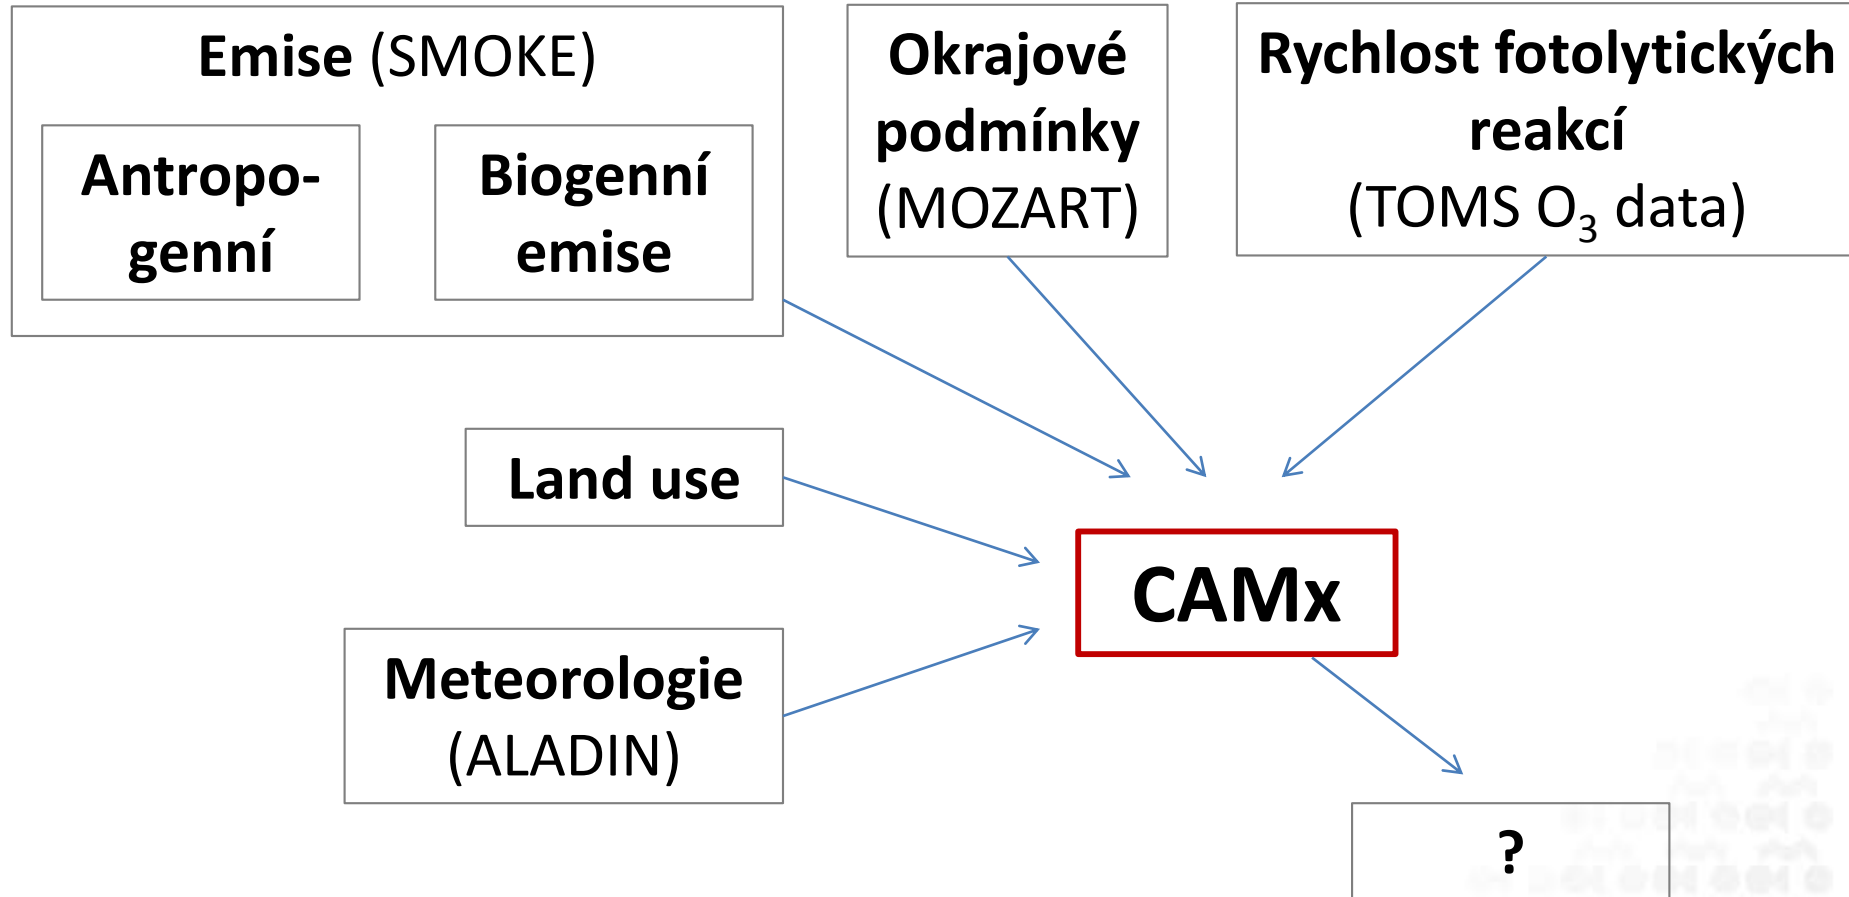 Emise (SMOKE)
Antropo-
genní
Biogenní
emise
Okrajové
podmínky
(MOZART)
Rychlost fotolytických
reakcí
(TOMS O₃ data)
Land use
CAMx
Meteorologie
(ALADIN)
?